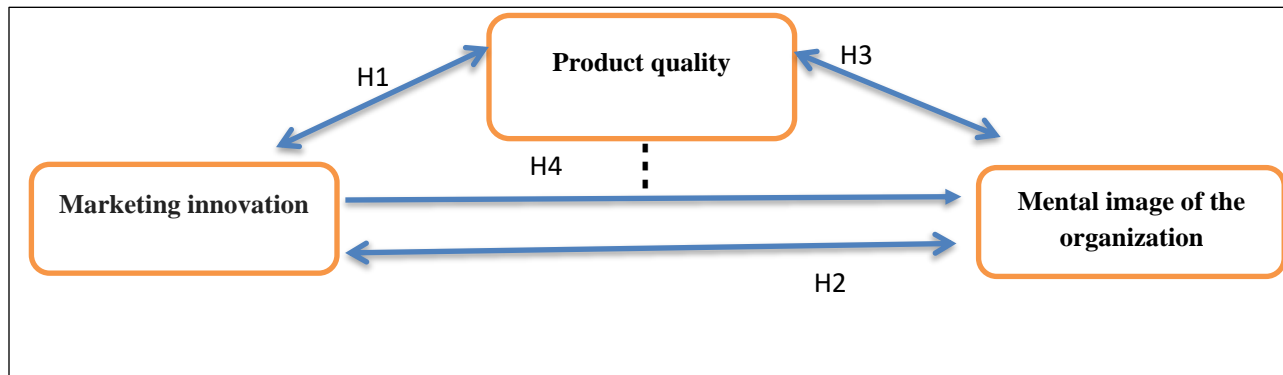 Product quality
H1
H3
H4
Marketing innovation
Mental image of the
organization
H2